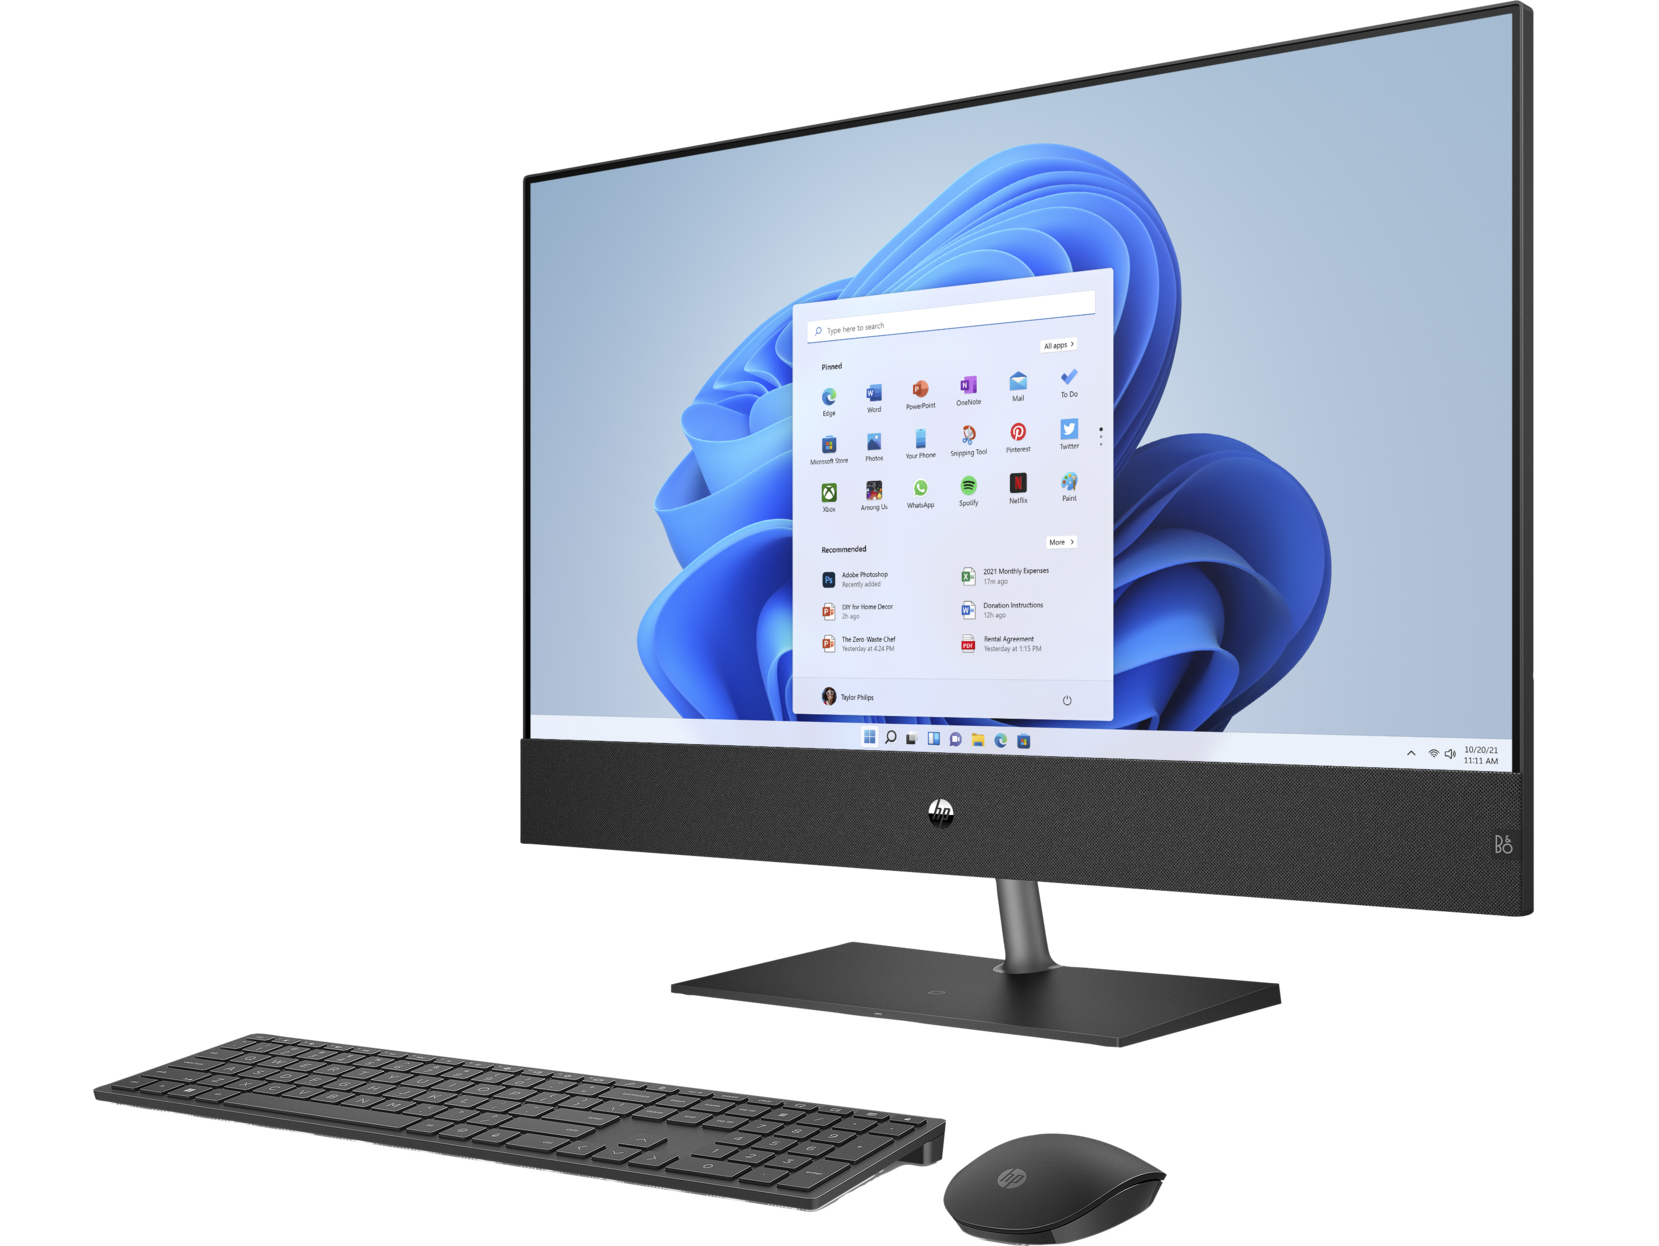 Type here to search
All apps >
Pinned
Edge
Word
PowerPoint
OneNote
Mail
To Do
Microsoft Store
Photos
Your Phone
Snipping Tool
Pinterest
Twitter
Xbox
Among Us
WhatsApp
Spotify
Netflix
Paint
Recommended
More >
Adobe Photoshop
Recently added
2021 Monthly Expenses
17m ago
DIY for Home Decor
2h ago
Donation Instructions
12h ago
The Zero-Waste Chef
Yesterday at 4:24 PM
Rental Agreement
Yesterday at 1:15 PM
Taylor Philips
10/20/21
11:11 AM
hp
B&O
hp